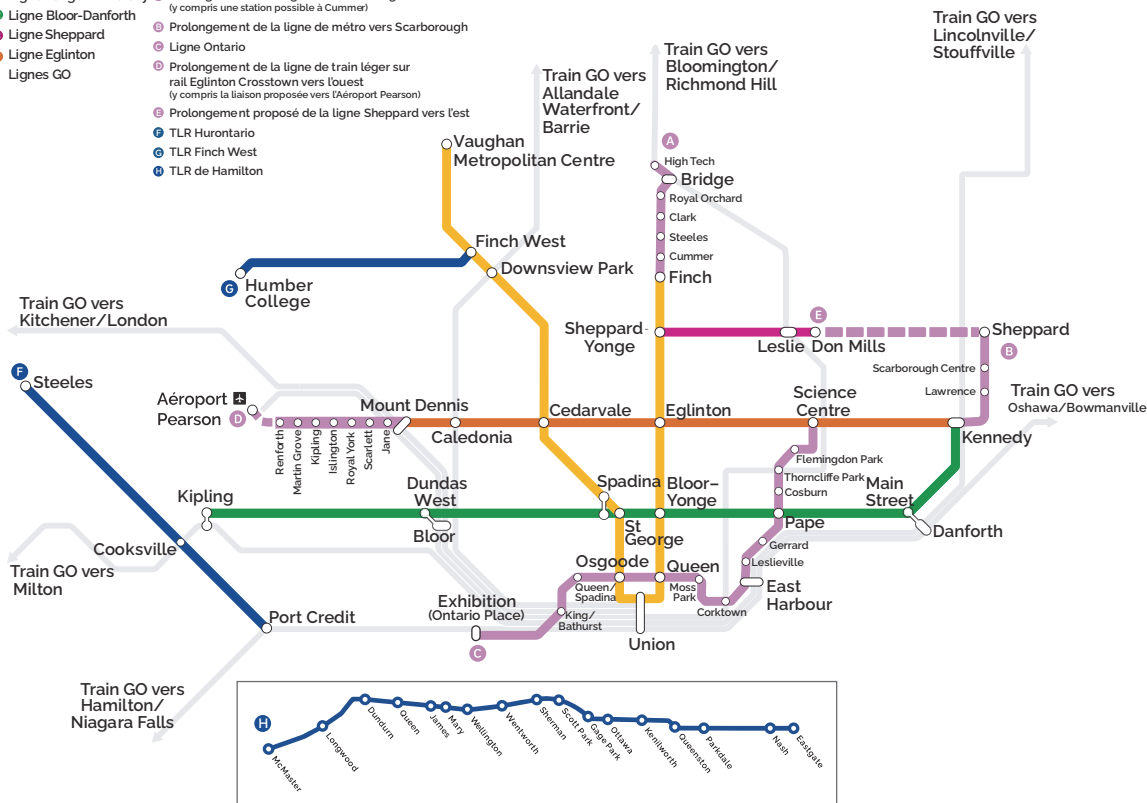 (y compris une station possible à Cummer)
Ligne Bloor-Danforth
Ligne Sheppard
Ligne Eglinton
Lignes GO
B Prolongement de la ligne de métro vers Scarborough
C Ligne Ontario
D Prolongement de la ligne de train léger sur
rail Eglinton Crosstown vers l'ouest
(y compris la liaison proposée vers l'Aéroport Pearson)
E Prolongement proposé de la ligne Sheppard vers l'est
F TLR Hurontario
G TLR Finch West
H TLR de Hamilton
Train GO vers
Allandale
Waterfront/
Barrie
Train GO vers
Bloomington/
Richmond Hill
Train GO vers
Lincolnville/
Stouffville
Vaughan
Metropolitan Centre
A
High Tech
Bridge
Royal Orchard
Clark
Steeles
Cummer
Finch
Finch West
Downsview Park
G
Humber
College
Train GO vers
Kitchener/London
Sheppard-
Yonge
Leslie
Don Mills
E
Sheppard
B
Scarborough Centre
Lawrence
F
Steeles
Aéroport
Pearson
D
Renforth
Martin Grove
Kipling
Islington
Royal York
Scarlett
Jane
Mount Dennis
Caledonia
Cedarvale
Eglinton
Science
Centre
Kennedy
Train GO vers
Oshawa/Bowmanville
Flemingdon Park
Thorncliffe Park
Cosburn
Kipling
Dundas
West
Bloor
Spadina
St
George
Bloor–
Yonge
Pape
Main
Street
Danforth
Cooksville
Train GO vers
Milton
Gerrard
Leslieville
East
Harbour
Osgoode
Queen
Queen/
Spadina
Moss
Park
Corktown
King/
Bathurst
Exhibition
(Ontario Place)
C
Union
Port Credit
Train GO vers
Hamilton/
Niagara Falls
H
McMaster
Longwood
Dundurn
Queen
James
Mary
Wellington
Wentworth
Sherman
Scott Park
Gage Park
Ottawa
Kenilworth
Queenston
Parkdale
Nash
Eastgate